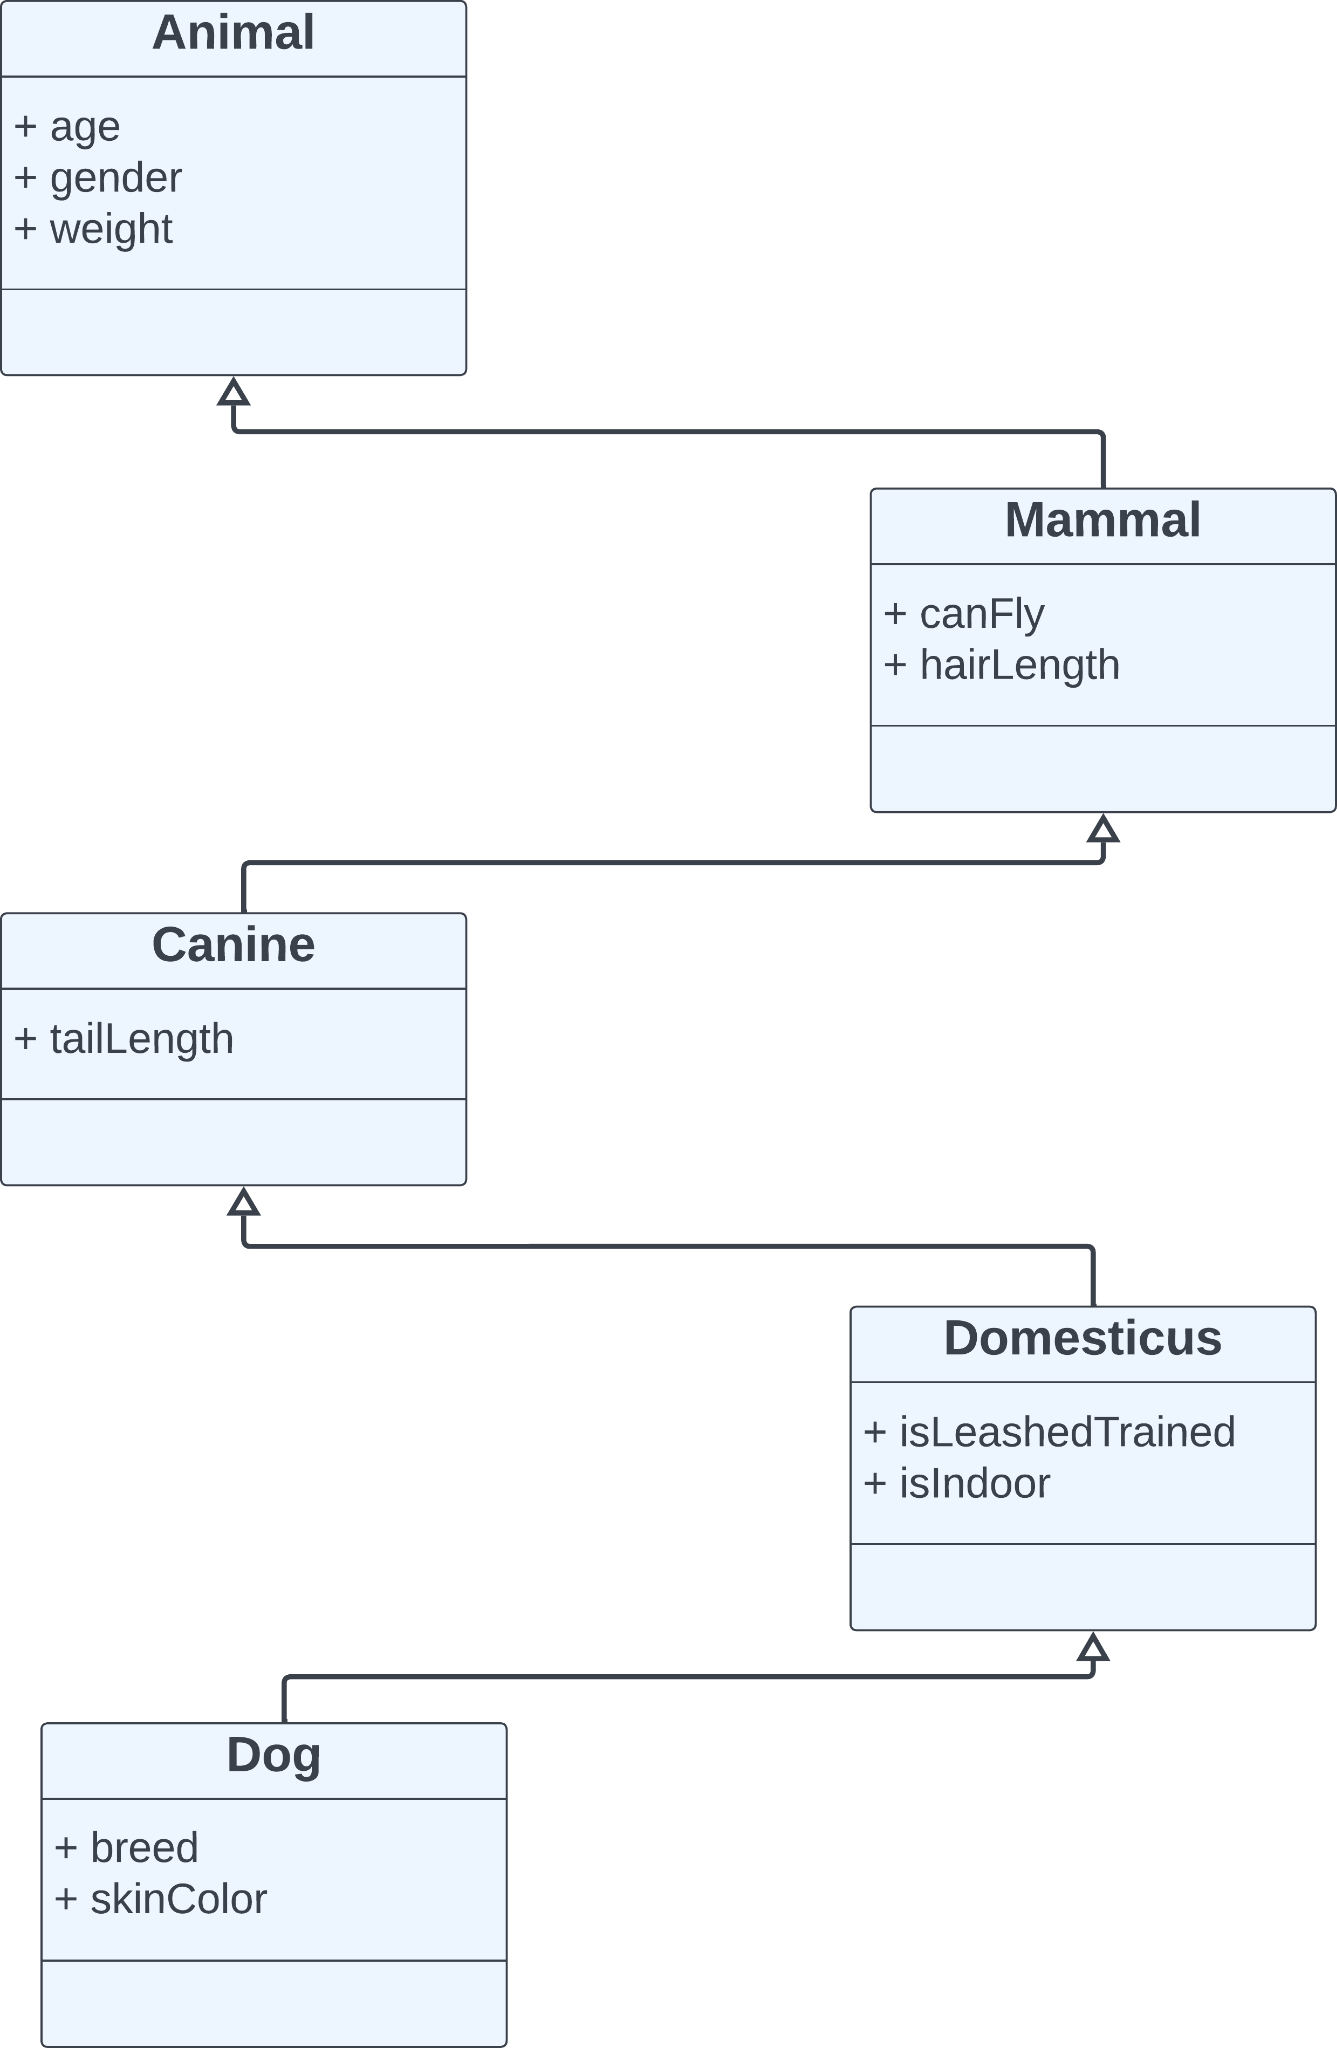 Animal
+ age
+ gender
+ weight
Mammal
+ canFly
+ hairLength
Canine
+ tailLength
Domesticus
+ isLeashedTrained
+ isIndoor
Dog
+ breed
+ skinColor